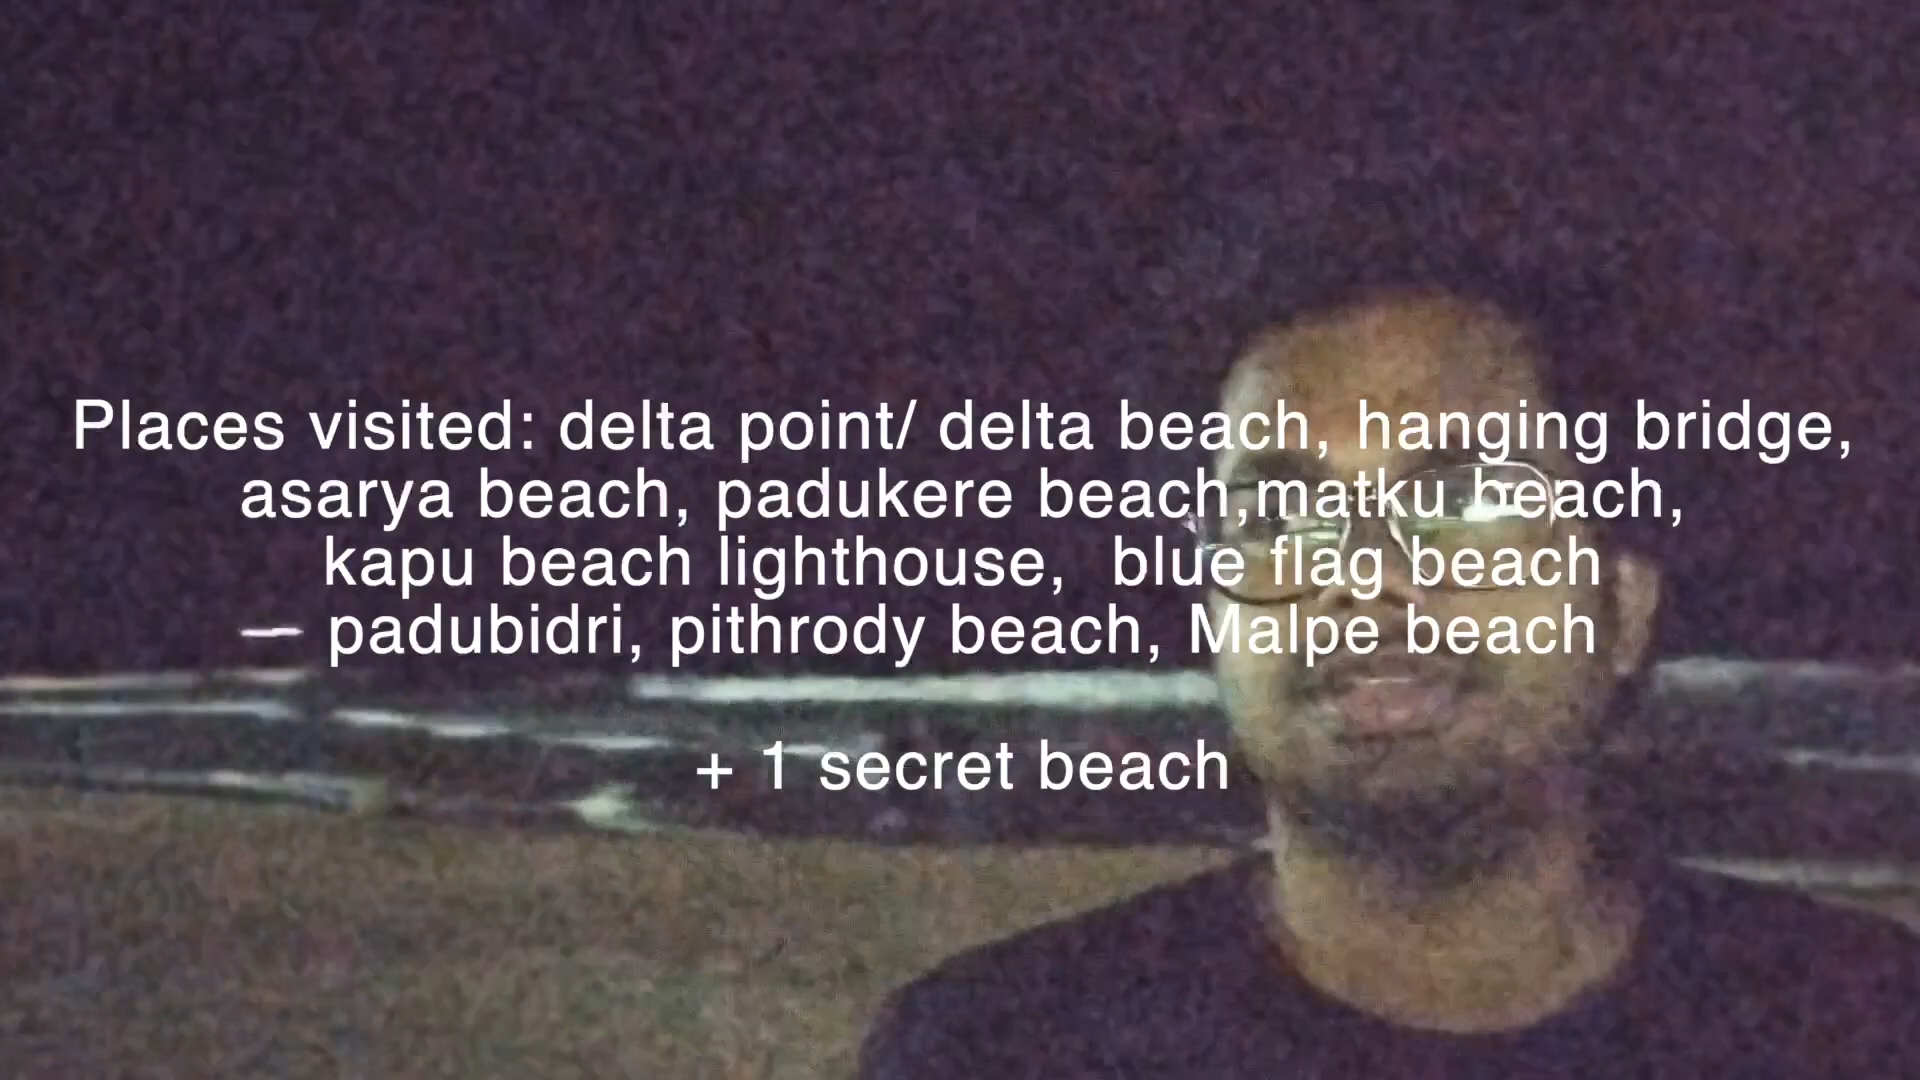 Places visited: delta point/ delta beach, hanging bridge,
asarya beach, padukere beach,matku beach,
kapu beach lighthouse,  blue flag beach
— padubidri, pithrody beach, Malpe beach
+ 1 secret beach